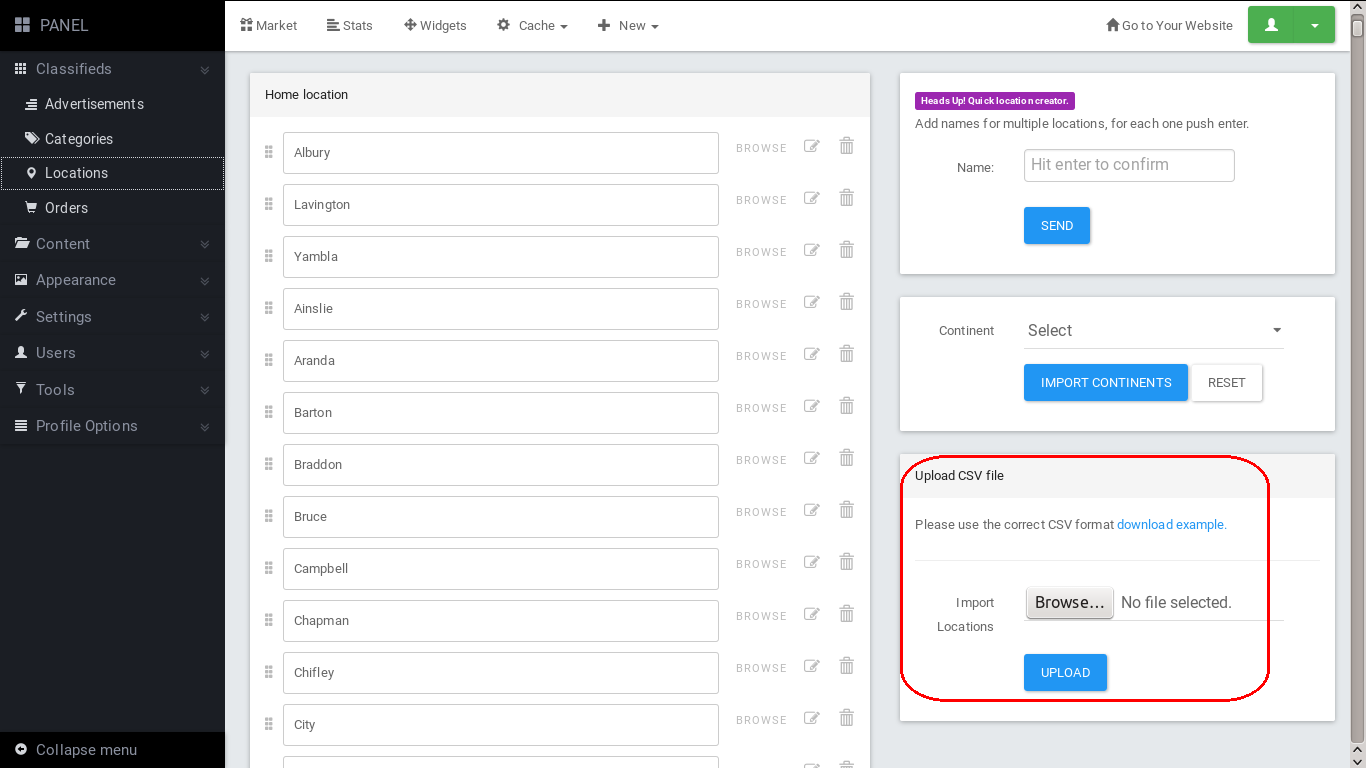 PANEL
Market Stats Widgets Cache New Go to Your Website
Classifieds
Advertisements
Categories
Locations
Orders
Content
Appearance
Settings
Users
Tools
Profile Options
Collapse menu
Home location
Albury BROWSE
Lavington BROWSE
Yambla BROWSE
Ainslie BROWSE
Aranda BROWSE
Barton BROWSE
Braddon BROWSE
Bruce BROWSE
Campbell BROWSE
Chapman BROWSE
Chifley BROWSE
City BROWSE
Heads Up! Quick location creator.
Add names for multiple locations, for each one push enter.
Name: Hit enter to confirm
SEND
Continent Select
IMPORT CONTINENTS RESET
Upload CSV file
Please use the correct CSV format download example.
Import Locations Browse... No file selected.
UPLOAD